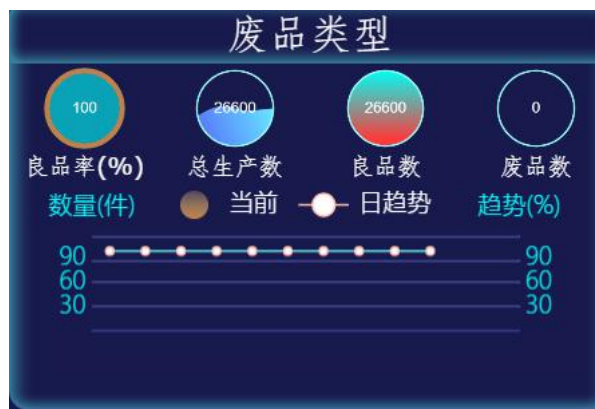 废品类型
100 26600 26600 0
良品率(%) 总生产数 良品数 废品数
数量(件) 当前 日趋势 趋势(%)
90 90
60 60
30 30